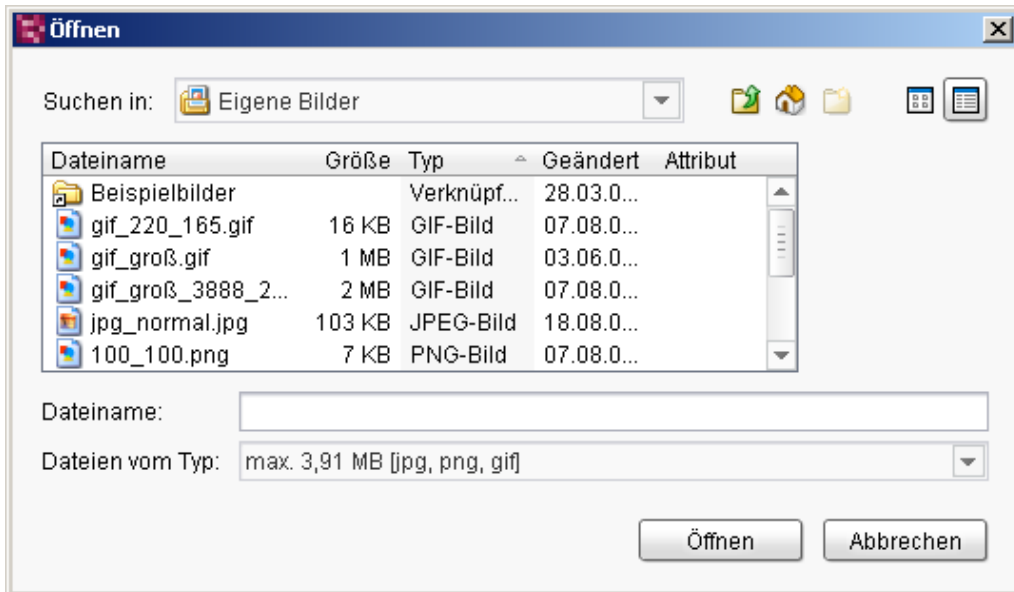 Öffnen
Suchen in: Eigene Bilder
Dateiname Größe Typ Geändert Attribut
Beispielbilder Verknüpf... 28.03.0...
gif_220_165.gif 16 KB GIF-Bild 07.08.0...
gif_groß.gif 1 MB GIF-Bild 03.06.0...
gif_groß_3888_2... 2 MB GIF-Bild 07.08.0...
jpg_normal.jpg 103 KB JPEG-Bild 18.08.0...
100_100.png 7 KB PNG-Bild 07.08.0...
Dateiname:
Dateien vom Typ: max. 3,91 MB [jpg, png, gif]
Öffnen Abbrechen